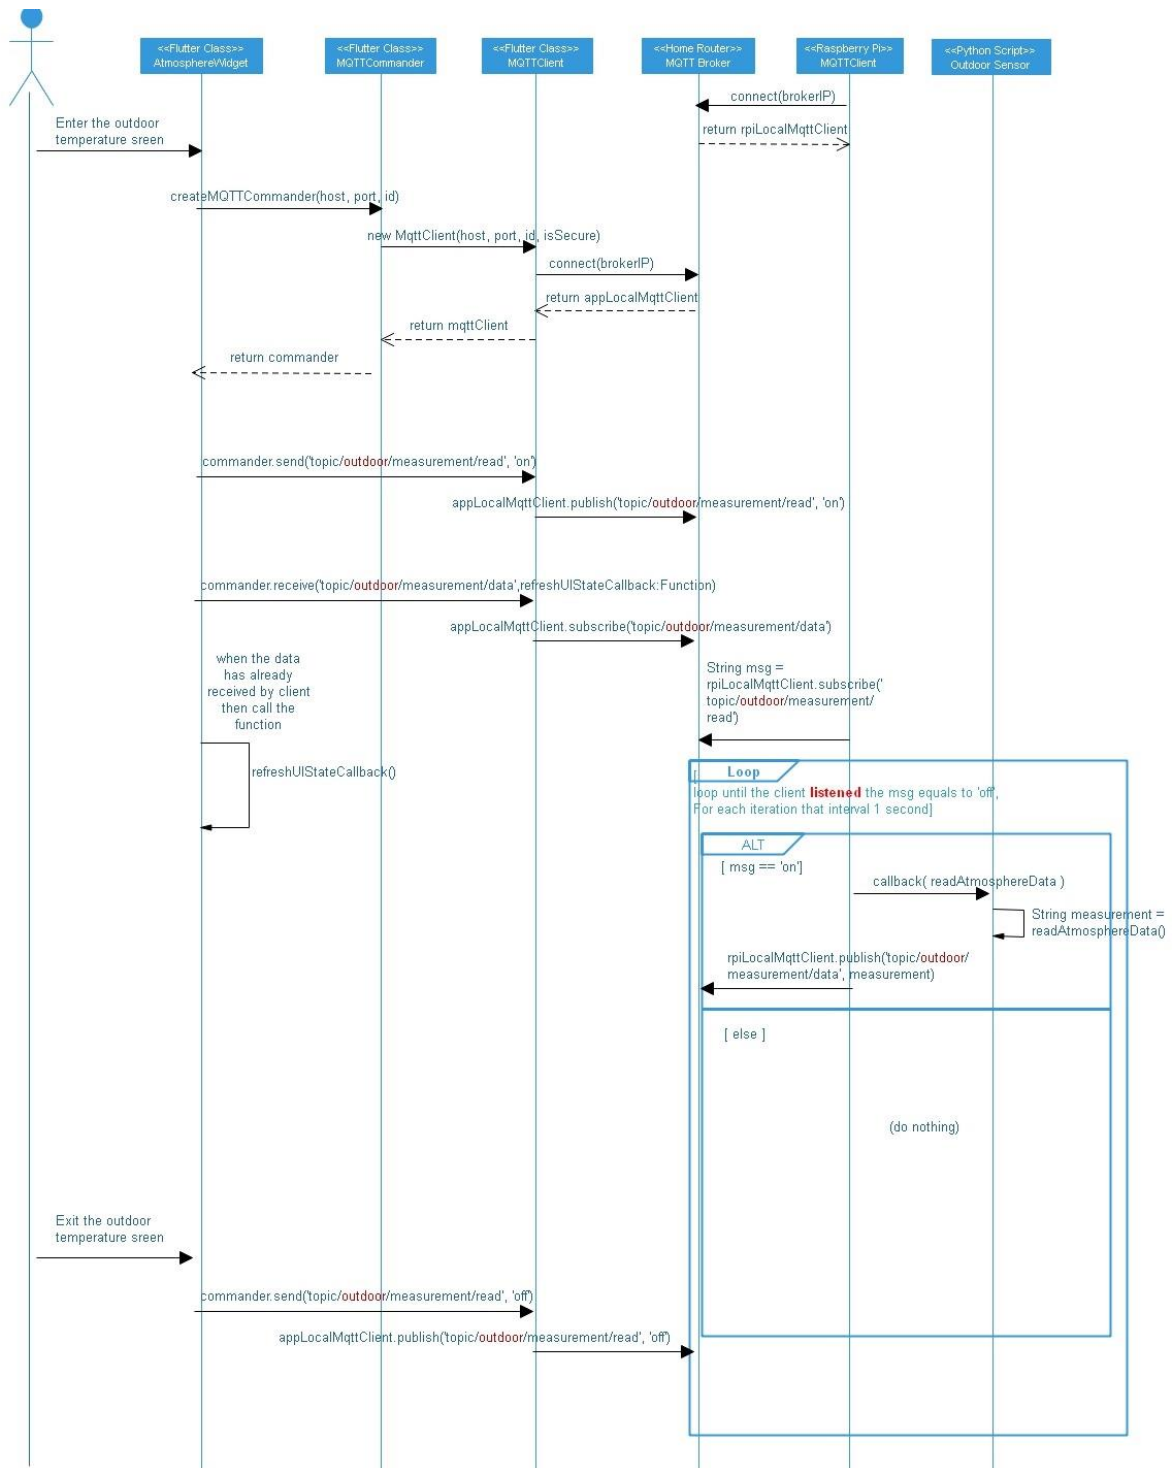 <<Flutter Class>>
AtmosphereWidget
<<Flutter Class>>
MQTTCommander
<<Flutter Class>>
MQTTClient
<<Home Router>>
MQTT Broker
<<Raspberry Pi>>
MQTTClient
<<Python Script>>
Outdoor Sensor
connect(brokerIP)
Enter the outdoor
temperature sreen
return rpiLocalMqttClient
createMQTTCommander(host, port, id)
new MqttClient(host, port, id, isSecure)
connect(brokerIP)
return appLocalMqttClient
return mqttClient
return commander
commander.send('topic/outdoor/measurement/read', 'on')
appLocalMqttClient.publish('topic/outdoor/measurement/read', 'on')
commander.receive('topic/outdoor/measurement/data',refreshUIStateCallback:Function)
appLocalMqttClient.subscribe('topic/outdoor/measurement/data')
when the data
has already
received by client
then call the
function
String msg =
rpiLocalMqttClient.subscribe('
topic/outdoor/measurement/
read')
refreshUIStateCallback()
Loop
[
loop until the client listened the msg equals to 'off',
For each iteration that interval 1 second]
ALT
[ msg == 'on']
callback( readAtmosphereData )
String measurement =
readAtmosphereData()
rpiLocalMqttClient.publish('topic/outdoor/
measurement/data', measurement)
[ else ]
(do nothing)
Exit the outdoor
temperature sreen
commander.send('topic/outdoor/measurement/read', 'off')
appLocalMqttClient.publish('topic/outdoor/measurement/read', 'off')